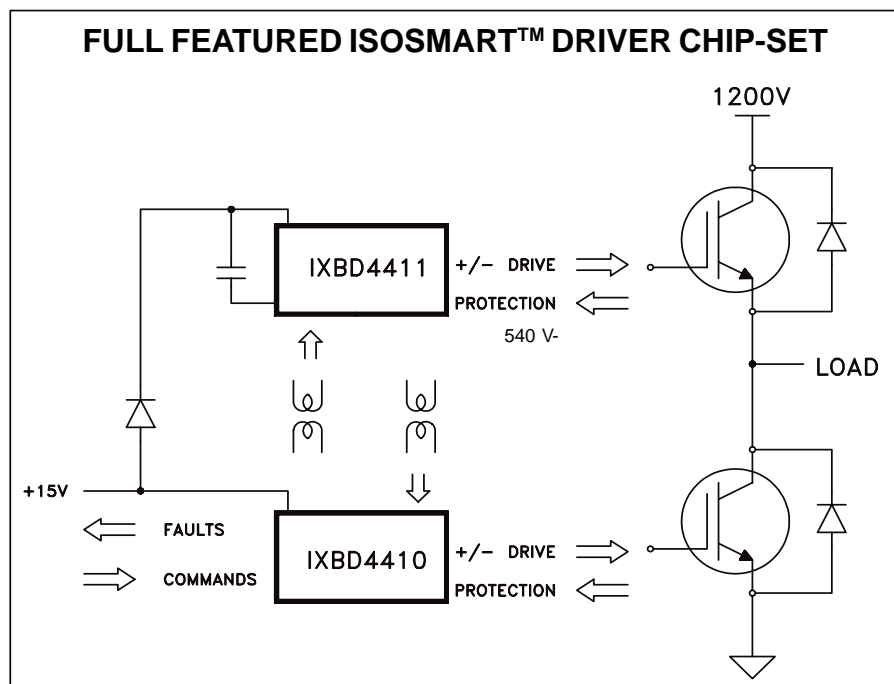 FULL FEATURED ISOSMART™ DRIVER CHIP-SET
1200V
IXBD4411
+/- DRIVE
PROTECTION
540 V-
LOAD
+15V
FAULTS
COMMANDS
IXBD4410
+/- DRIVE
PROTECTION